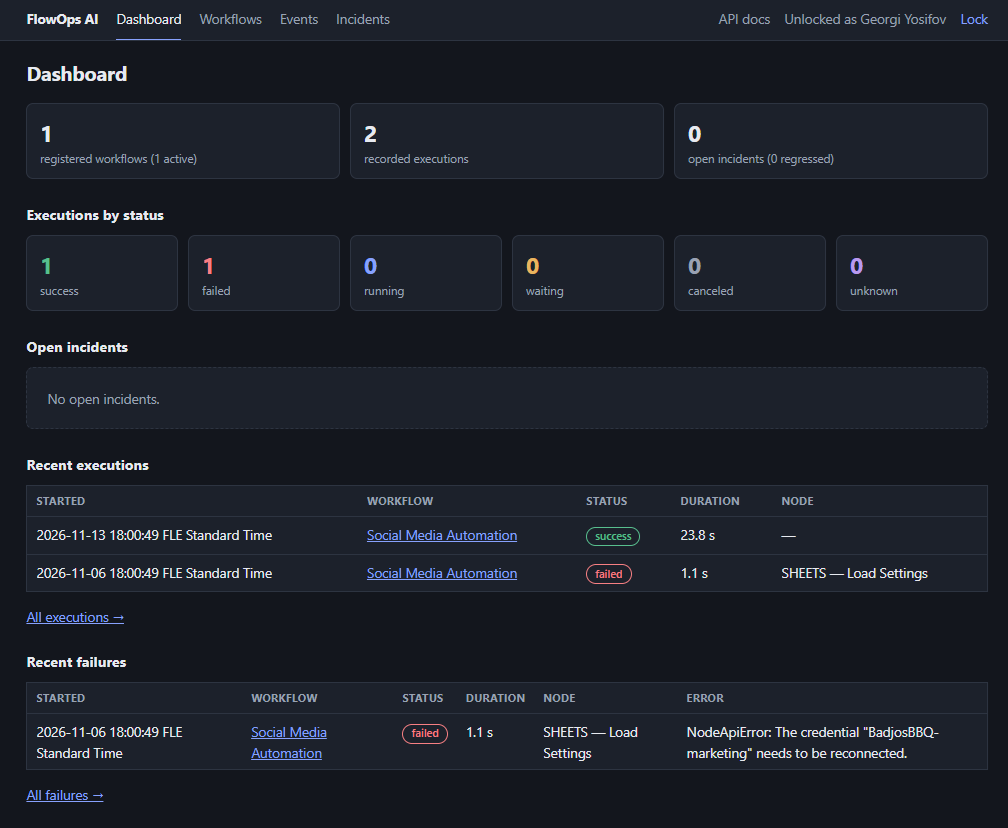 FlowOps AI Dashboard Workflows Events Incidents API docs Unlocked as Georgi Yosifov Lock
Dashboard
1 2 0
registered workflows (1 active) recorded executions open incidents (0 regressed)
Executions by status
1 1 0 0 0 0
success failed running waiting canceled unknown
Open incidents
No open incidents.
Recent executions
STARTED WORKFLOW STATUS DURATION NODE
2026-11-13 18:00:49 FLE Standard Time Social Media Automation success 23.8 s —
2026-11-06 18:00:49 FLE Standard Time Social Media Automation failed 1.1 s SHEETS — Load Settings
All executions →
Recent failures
STARTED WORKFLOW STATUS DURATION NODE ERROR
2026-11-06 18:00:49 FLE Social Media failed 1.1 s SHEETS — Load NodeApiError: The credential "BadjosBBQ-
Standard Time Automation Settings marketing" needs to be reconnected.
All failures →